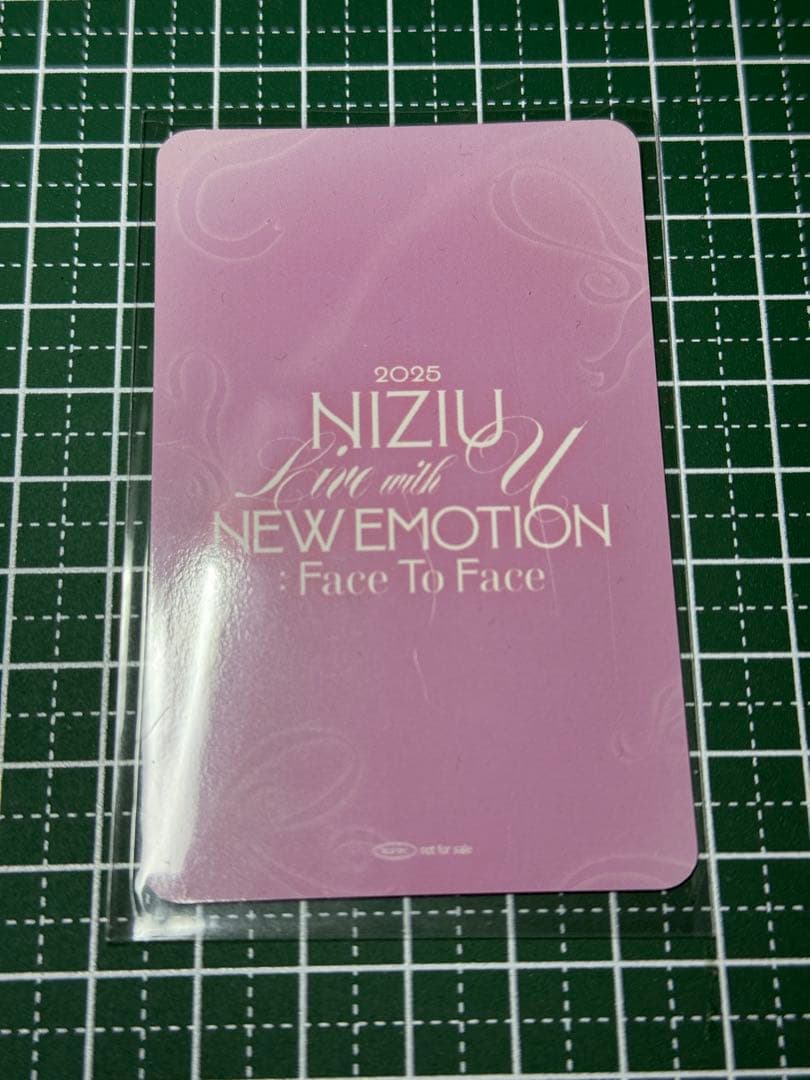 2025
NIZIU
Live with U
NEW EMOTION
: Face To Face
not for sale